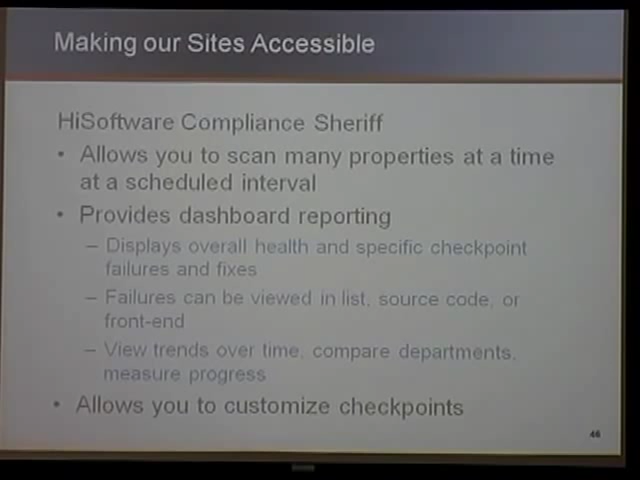 Making our Sites Accessible
HiSoftware Compliance Sheriff
• Allows you to scan many properties at a time
at a scheduled interval
• Provides dashboard reporting
– Displays overall health and specific checkpoint
failures and fixes
– Failures can be viewed in list, source code, or
front-end
– View trends over time, compare departments,
measure progress
• Allows you to customize checkpoints
46